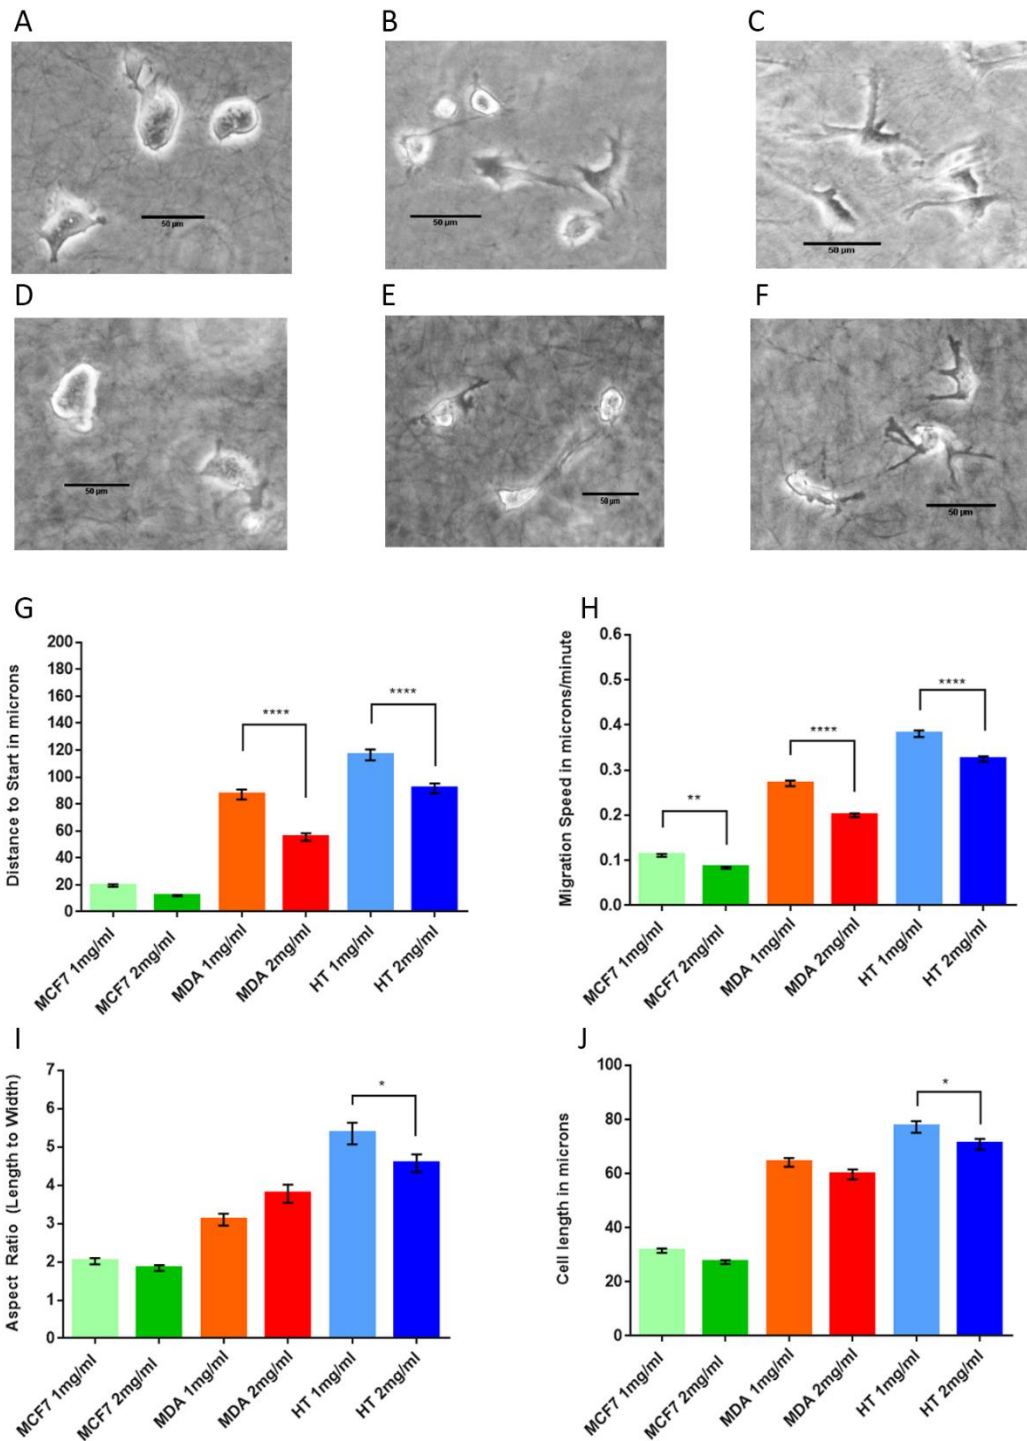 A
B
C
50 µm
50 µm
50 µm
D
E
F
50 µm
50 µm
50 µm
G
Distance to Start in microns
200
180
160
140
120
100
80
60
40
20
0
****
****
MCF7 1mg/ml
MCF7 2mg/ml
MDA 1mg/ml
MDA 2mg/ml
HT 1mg/ml
HT 2mg/ml
H
Migration Speed in microns/minute
0.6
0.5
0.4
0.3
0.2
0.1
0.0
**
****
****
MCF7 1mg/ml
MCF7 2mg/ml
MDA 1mg/ml
MDA 2mg/ml
HT 1mg/ml
HT 2mg/ml
I
Aspect Ratio (Length to Width)
7
6
5
4
3
2
1
0
*
MCF7 1mg/ml
MCF7 2mg/ml
MDA 1mg/ml
MDA 2mg/ml
HT 1mg/ml
HT 2mg/ml
J
Cell length in microns
100
80
60
40
20
0
*
MCF7 1mg/ml
MCF7 2mg/ml
MDA 1mg/ml
MDA 2mg/ml
HT 1mg/ml
HT 2mg/ml